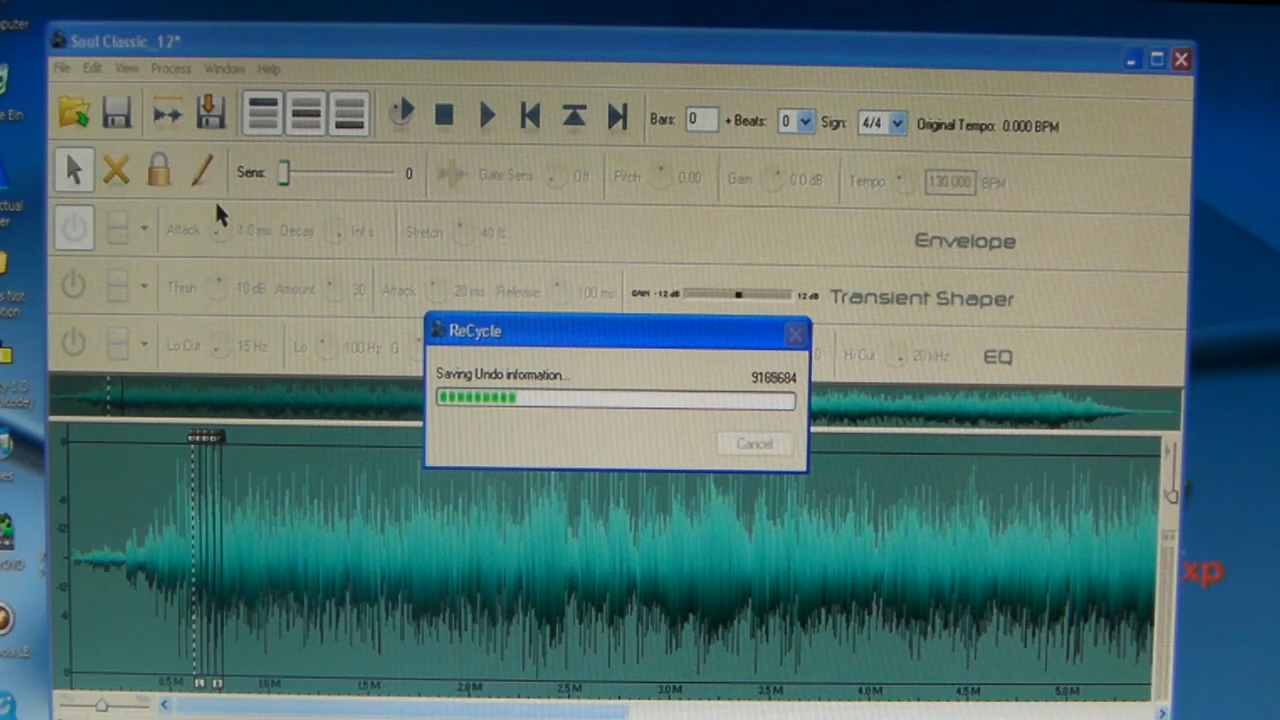 Soul Classic_12*
File Edit View Process Window Help
Bars: 0 + Beats: 0 Sign: 4/4 Original Tempo: 0.000 BPM
Sens: 0 Gate Sens Off Pitch 0.00 Gain 0.0 dB Tempo 130.000 BPM
Attack 1.0 ms Decay Inf s Stretch 40 % Envelope
Thrsh -10 dB Amount 30 Attack 20 ms Release 100 ms GAIN -12 dB 12 dB Transient Shaper
Lo Cut 15 Hz Lo 100 Hz G Hi Cut 20 kHz EQ
ReCycle
Saving Undo information... 9165684
Cancel
0.5M 1.0M 1.5M 2.0M 2.5M 3.0M 3.5M 4.0M 4.5M 5.0M
xp